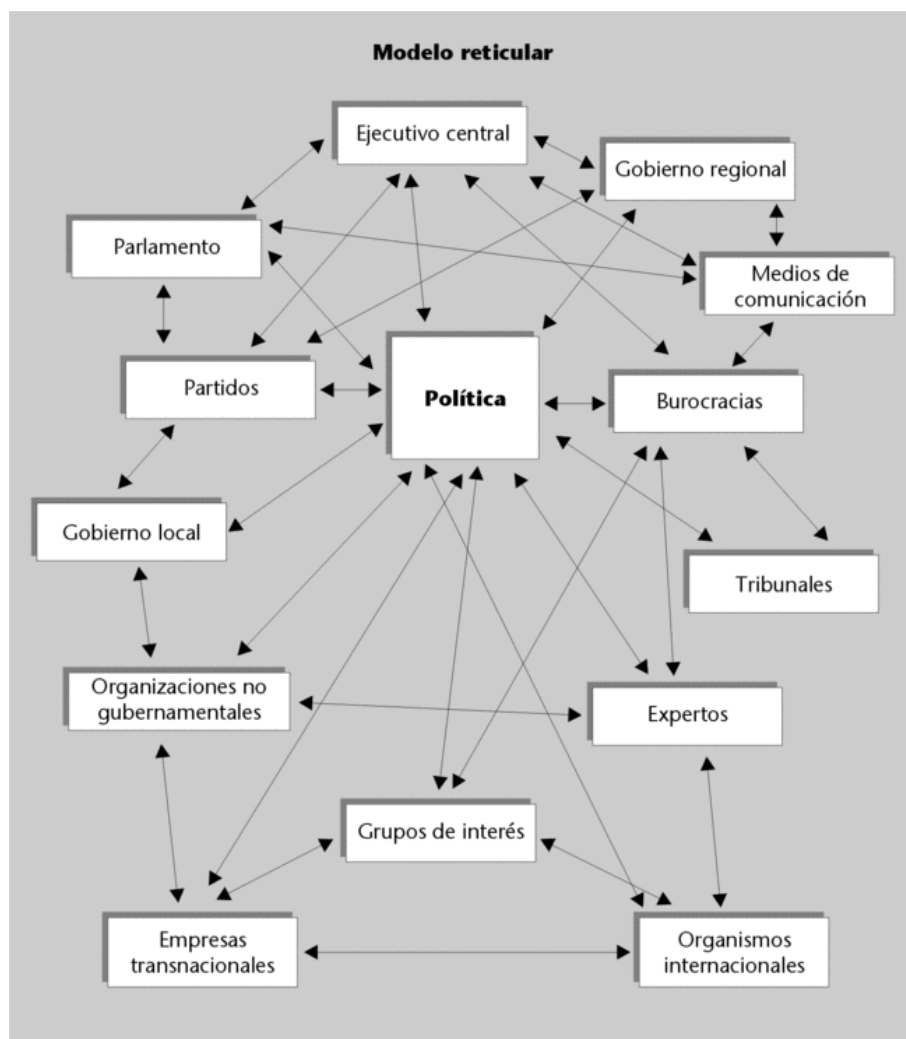 Modelo reticular
Ejecutivo central
Gobierno regional
Parlamento
Medios de
comunicación
Partidos
Política
Burocracias
Gobierno local
Tribunales
Organizaciones no
gubernamentales
Expertos
Grupos de interés
Empresas
transnacionales
Organismos
internacionales